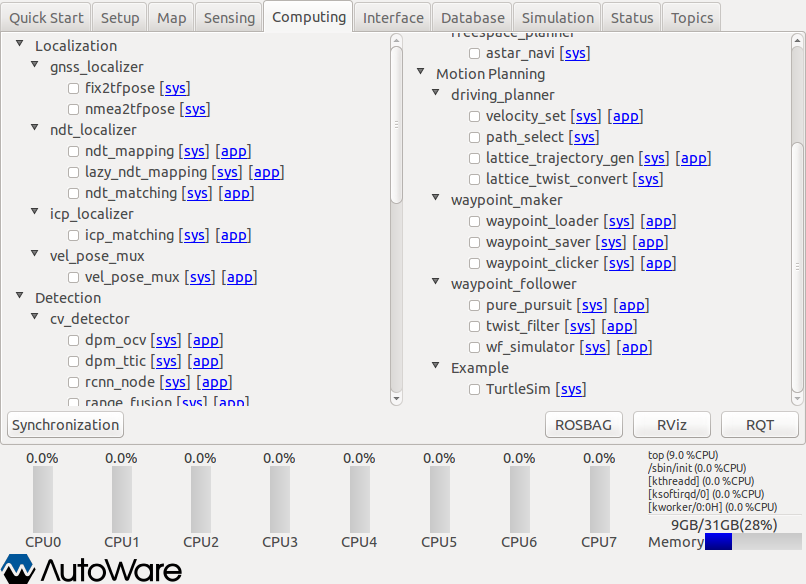 Quick Start Setup Map Sensing Computing Interface Database Simulation Status Topics
Localization
gnss_localizer
fix2tfpose [sys]
nmea2tfpose [sys]
ndt_localizer
ndt_mapping [sys] [app]
lazy_ndt_mapping [sys] [app]
ndt_matching [sys] [app]
icp_localizer
icp_matching [sys] [app]
vel_pose_mux
vel_pose_mux [sys] [app]
Detection
cv_detector
dpm_ocv [sys] [app]
dpm_ttic [sys] [app]
rcnn_node [sys] [app]
range_fusion [sys] [app]
freespace_planner
astar_navi [sys]
Motion Planning
driving_planner
velocity_set [sys] [app]
path_select [sys]
lattice_trajectory_gen [sys] [app]
lattice_twist_convert [sys]
waypoint_maker
waypoint_loader [sys] [app]
waypoint_saver [sys] [app]
waypoint_clicker [sys] [app]
waypoint_follower
pure_pursuit [sys] [app]
twist_filter [sys] [app]
wf_simulator [sys] [app]
Example
TurtleSim [sys]
Synchronization ROSBAG RViz RQT
0.0% 0.0% 0.0% 0.0% 0.0% 0.0% 0.0% 0.0%
CPU0 CPU1 CPU2 CPU3 CPU4 CPU5 CPU6 CPU7
top (9.0 %CPU)
/sbin/init (0.0 %CPU)
[kthreadd] (0.0 %CPU)
[ksoftirqd/0] (0.0 %CPU)
[kworker/0:0H] (0.0 %CPU)
9GB/31GB(28%)
Memory
AutoWare